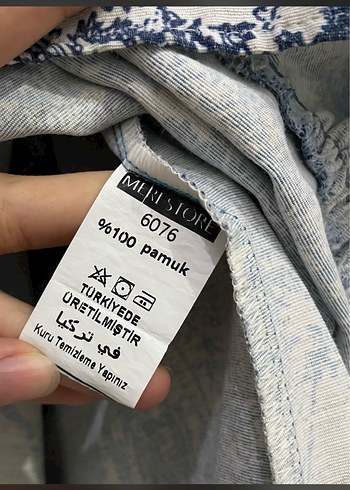 MERI STORE
6076
%100 pamuk
TÜRKİYEDE
ÜRETİLMİŞTİR
في تركيا
Kuru Temizleme Yapınız